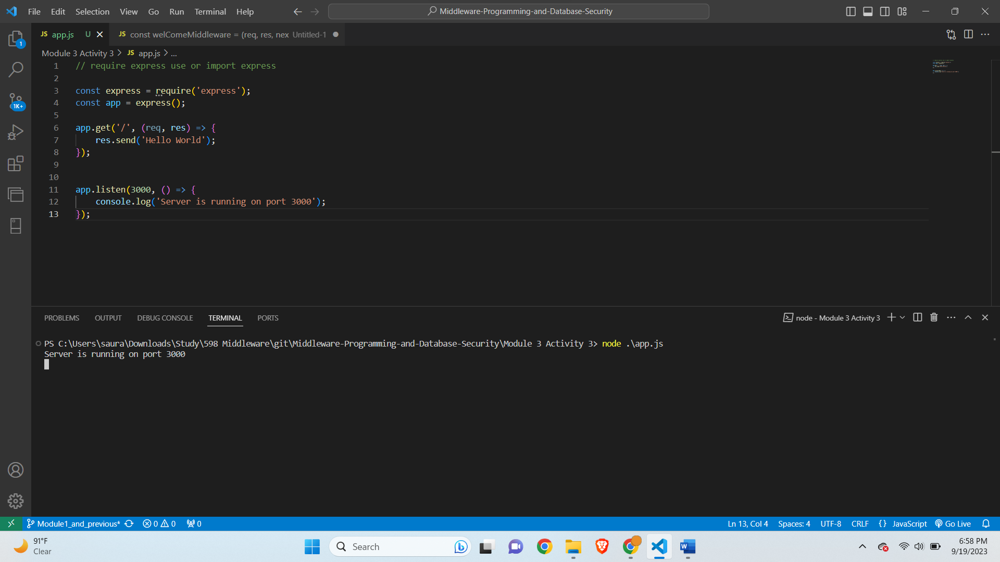 File Edit Selection View Go Run Terminal Help
Middleware-Programming-and-Database-Security
JS app.js U
JS const welComeMiddleware = (req, res, nex Untitled-1
Module 3 Activity 3 > JS app.js > ...
1 // require express use or import express
2
3 const express = require('express');
4 const app = express();
5
6 app.get('/', (req, res) => {
7 res.send('Hello World');
8 });
9
10
11 app.listen(3000, () => {
12 console.log('Server is running on port 3000');
13 });
1
1K+
PROBLEMS OUTPUT DEBUG CONSOLE TERMINAL PORTS
node - Module 3 Activity 3
PS C:\Users\saura\Downloads\Study\598 Middleware\git\Middleware-Programming-and-Database-Security\Module 3 Activity 3> node .\app.js
Server is running on port 3000
Module1_and_previous* 0 0 0
Ln 13, Col 4 Spaces: 4 UTF-8 CRLF {} JavaScript Go Live
91°F
Clear
Search
6:58 PM
9/19/2023